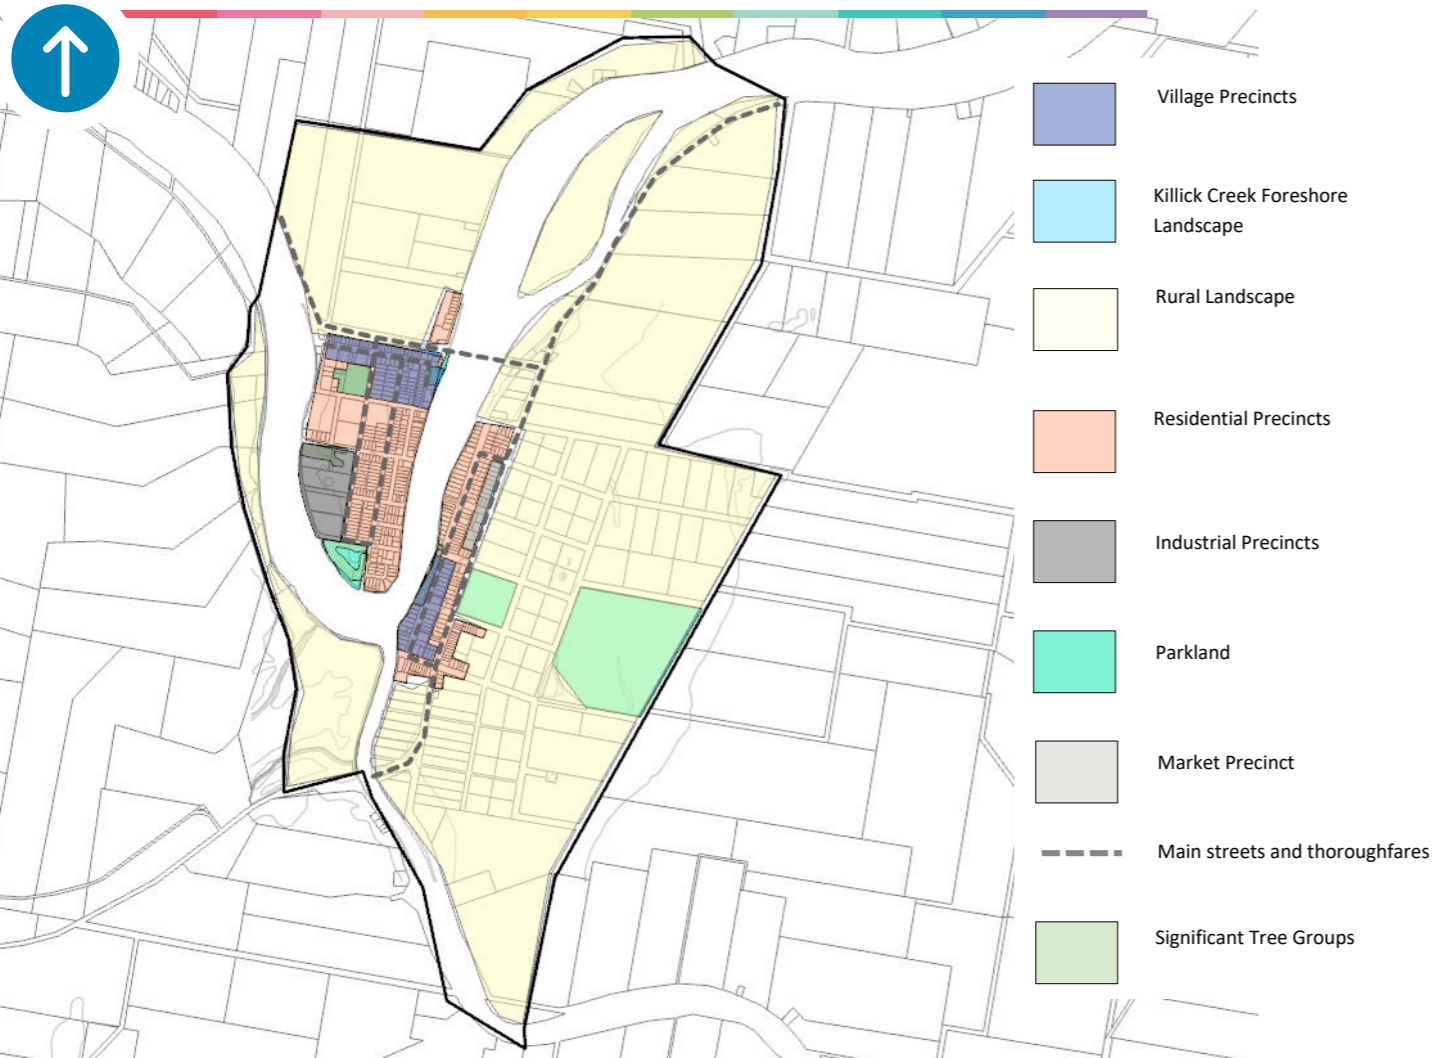 Village Precincts
Killick Creek Foreshore
Landscape
Rural Landscape
Residential Precincts
Industrial Precincts
Parkland
Market Precinct
Main streets and thoroughfares
Significant Tree Groups